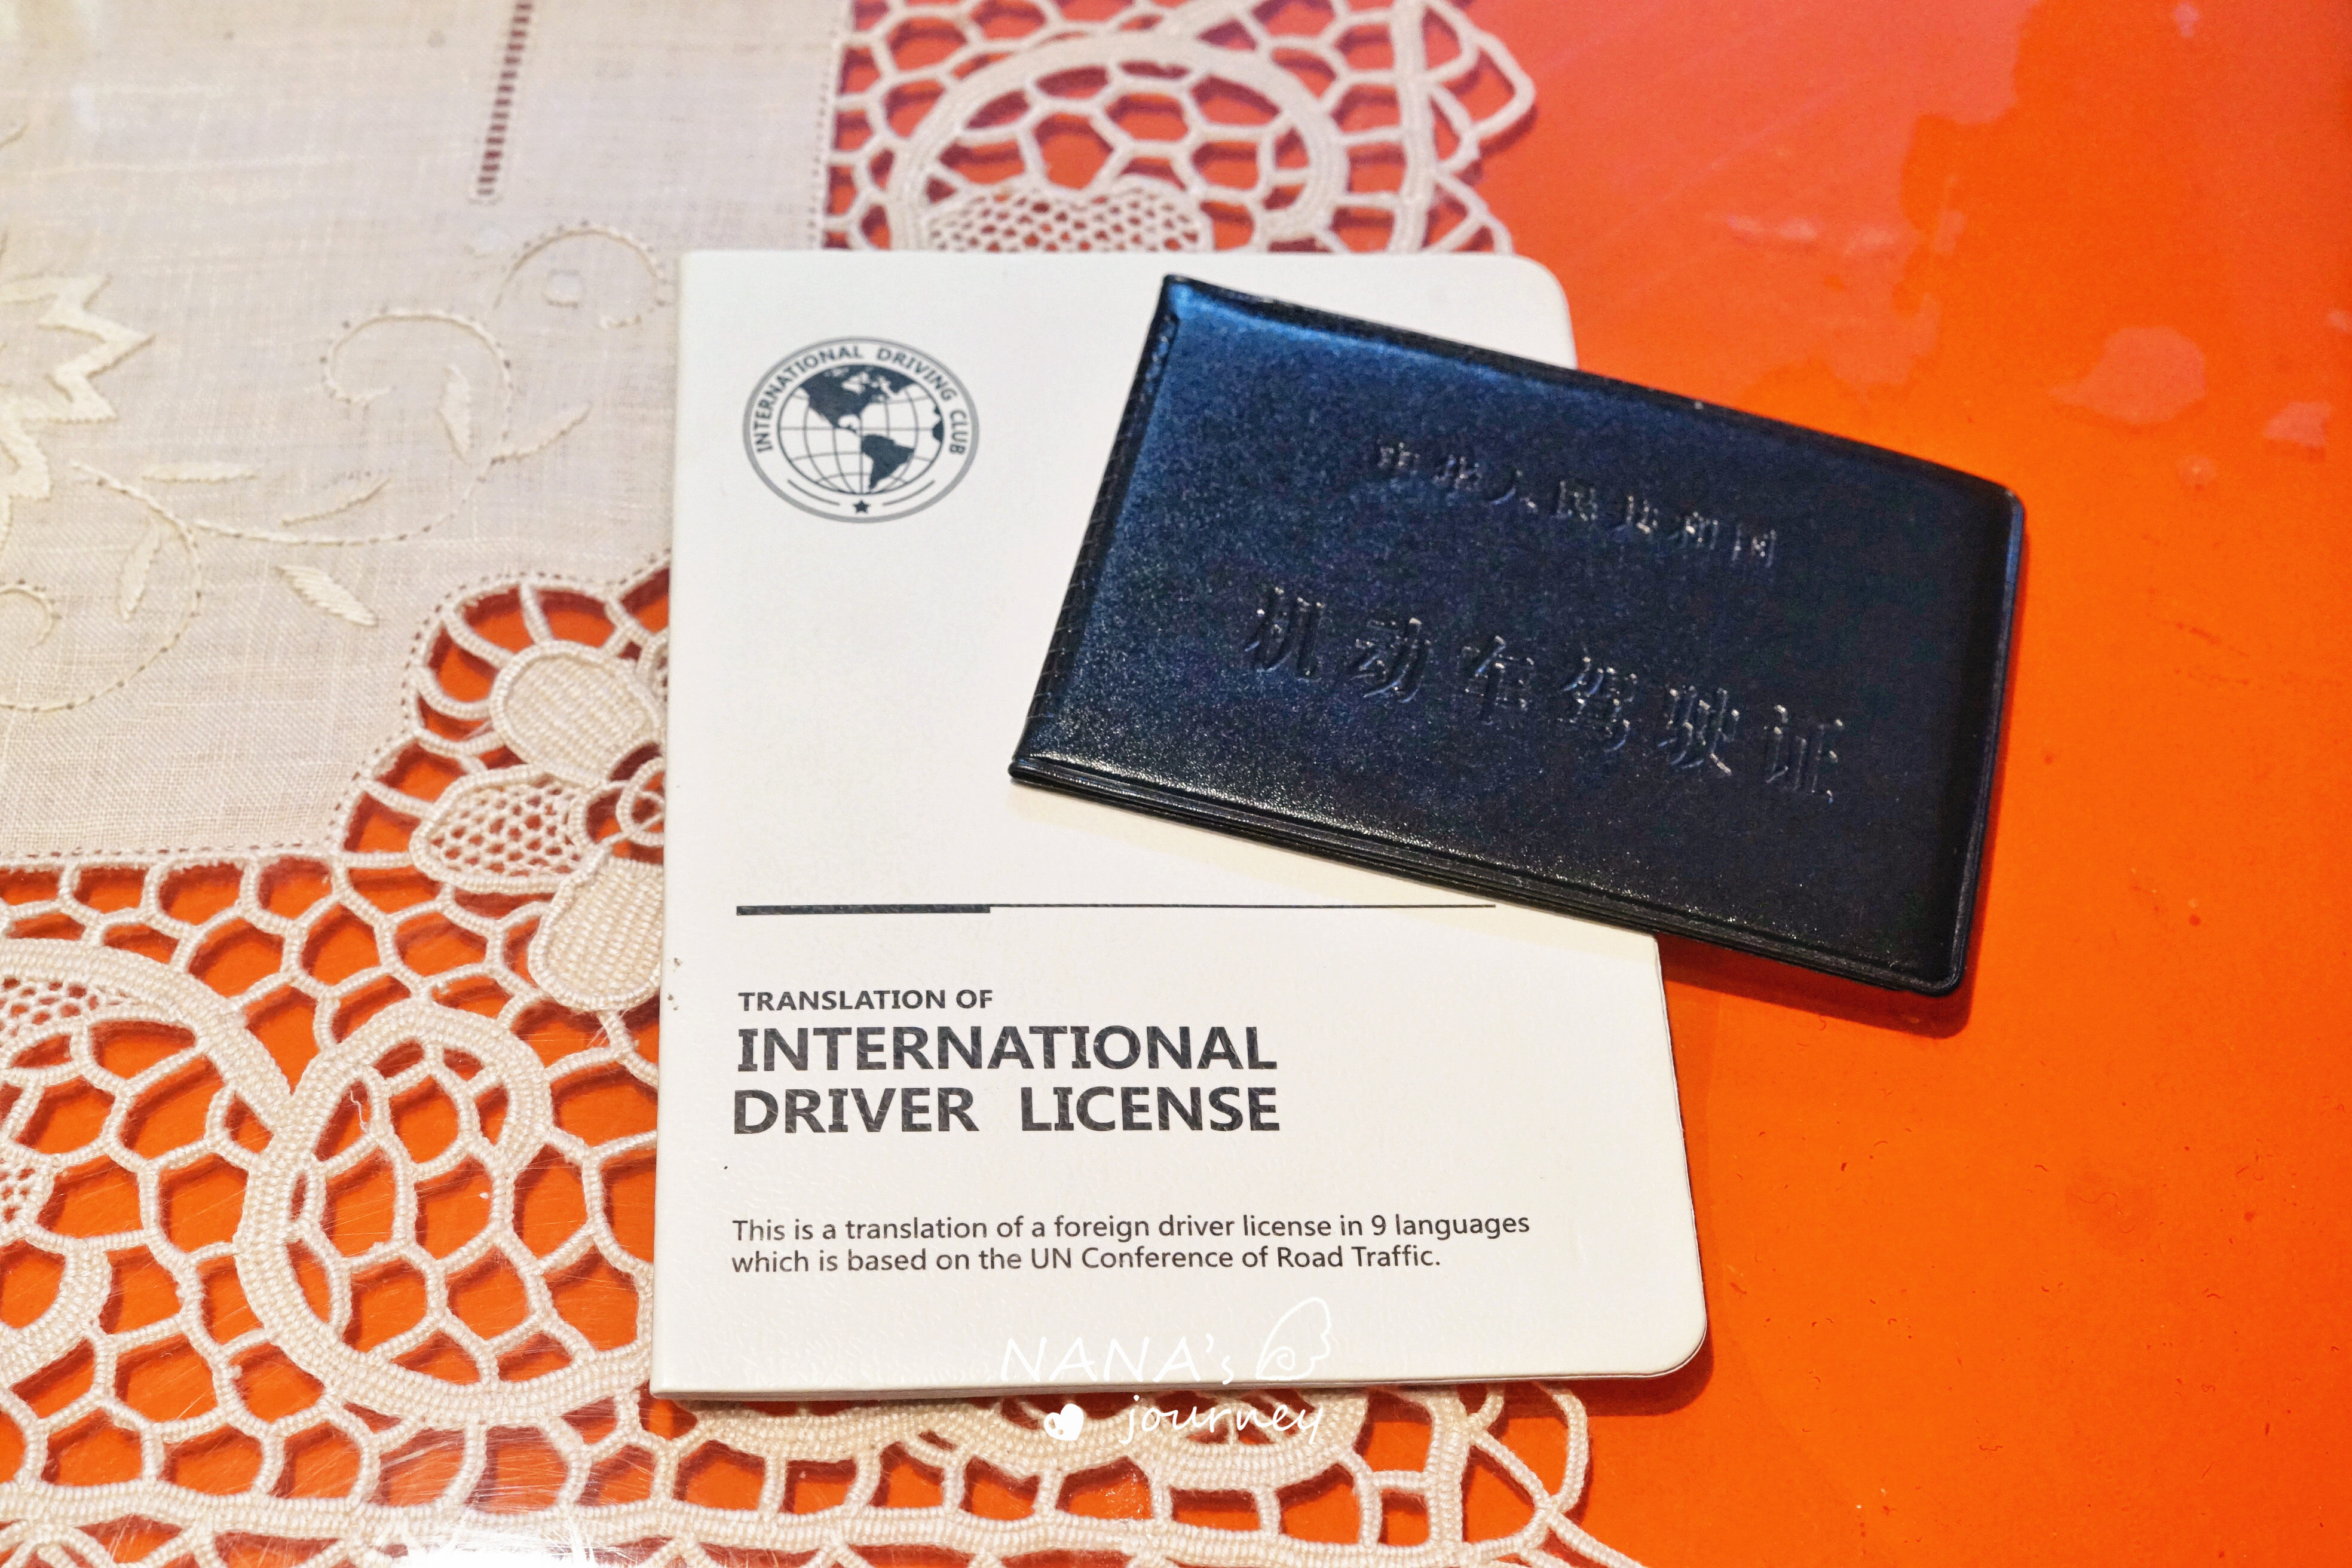 INTERNATIONAL DRIVING CLUB
中华人民共和国
机动车驾驶证
TRANSLATION OF
INTERNATIONAL
DRIVER LICENSE
This is a translation of a foreign driver license in 9 languages
which is based on the UN Conference of Road Traffic.
NANA's
journey